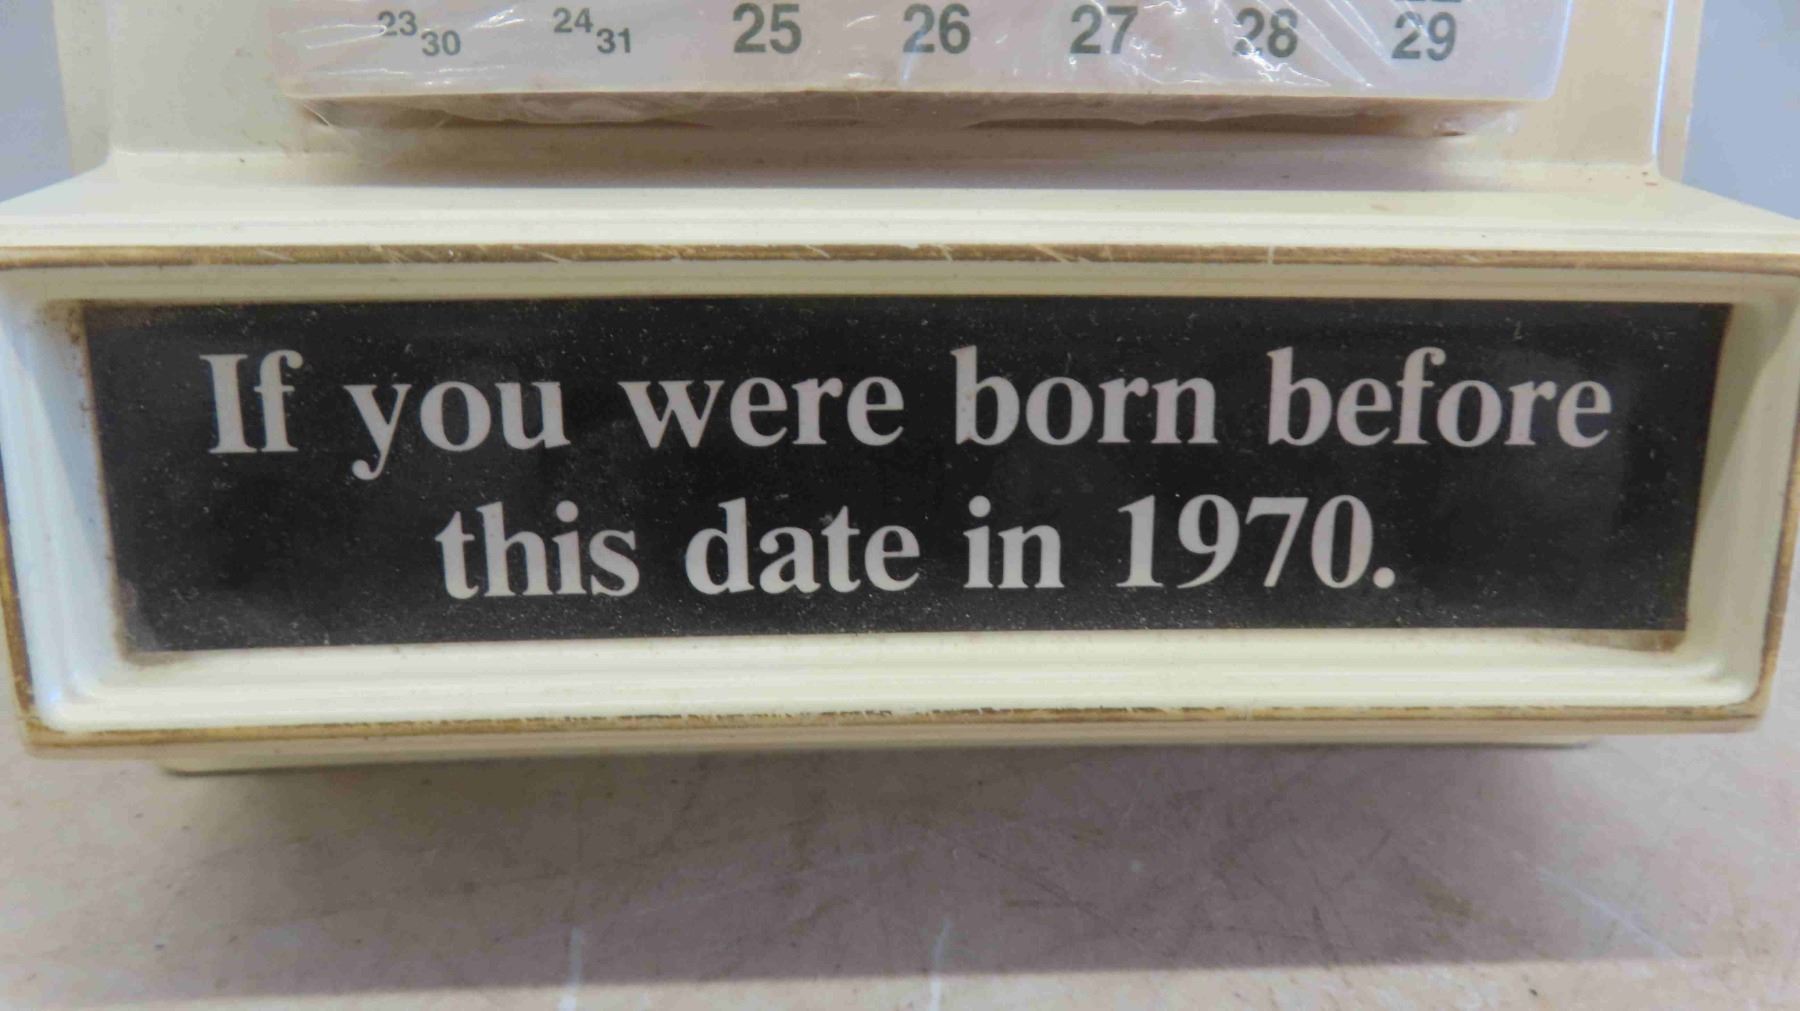 23 30 24 31 25 26 27 28 29
If you were born before
this date in 1970.